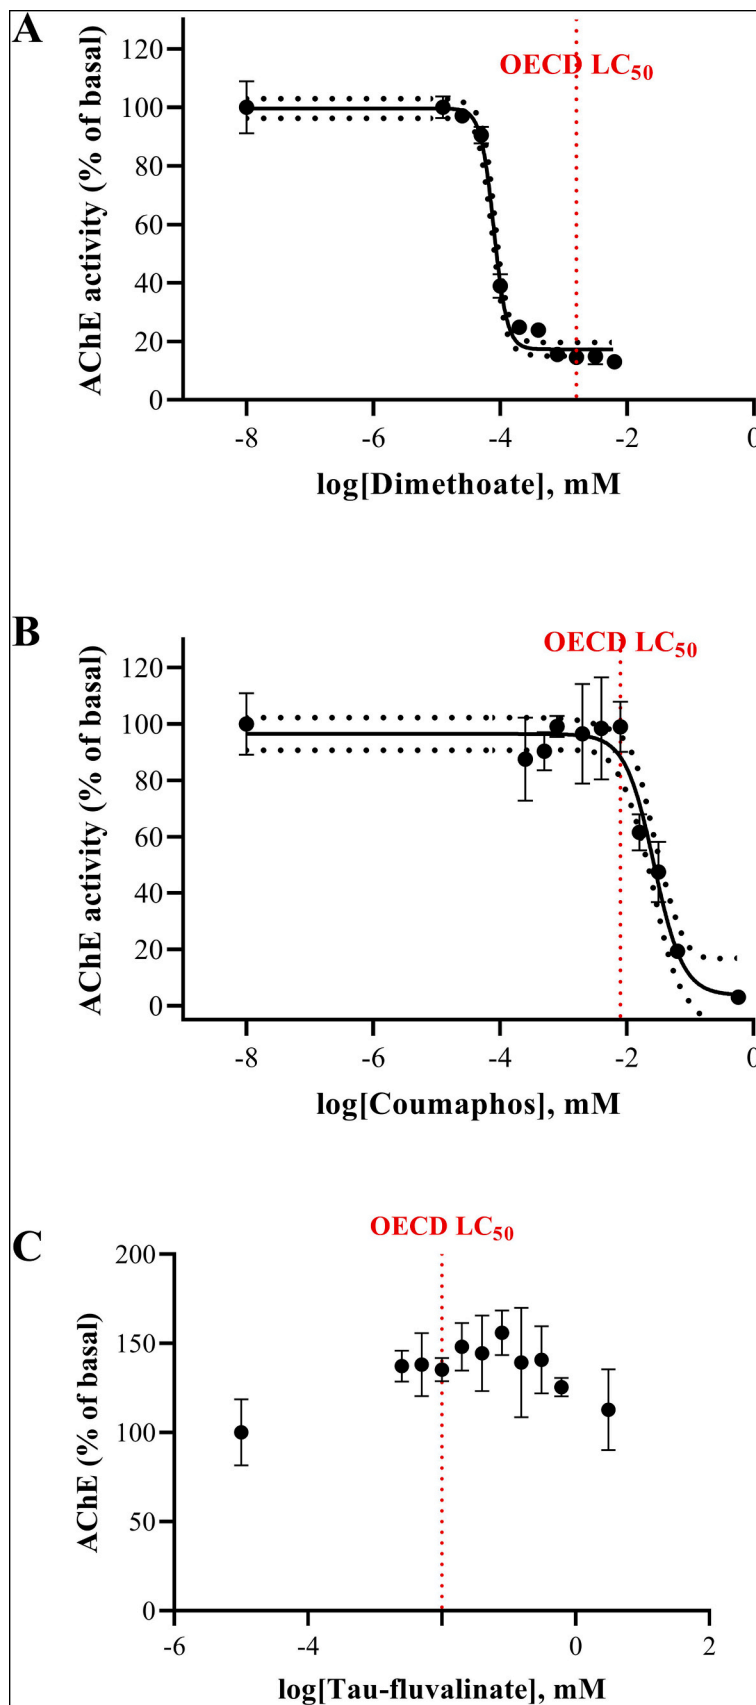 A
OECD LC50
AChE activity (% of basal)
120
100
80
60
40
20
0
-8
-6
-4
-2
0
log[Dimethoate], mM
B
OECD LC50
AChE activity (% of basal)
120
100
80
60
40
20
0
-8
-6
-4
-2
0
log[Coumaphos], mM
C
OECD LC50
AChE (% of basal)
200
150
100
50
0
-6
-4
-2
0
2
log[Tau-fluvalinate], mM